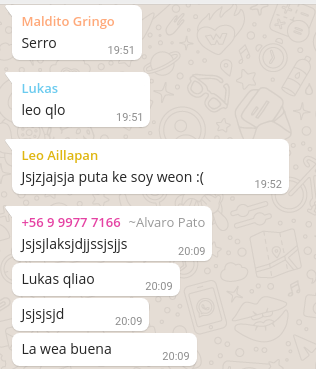 Maldito Gringo
Serro
19:51
Lukas
leo qlo
19:51
Leo Aillapan
Jsjzjajsja puta ke soy weon :(
19:52
+56 9 9977 7166 ~Alvaro Pato
Jsjsjlaksjdjjssjsjjs
20:09
Lukas qliao
20:09
Jsjsjsjd
20:09
La wea buena
20:09